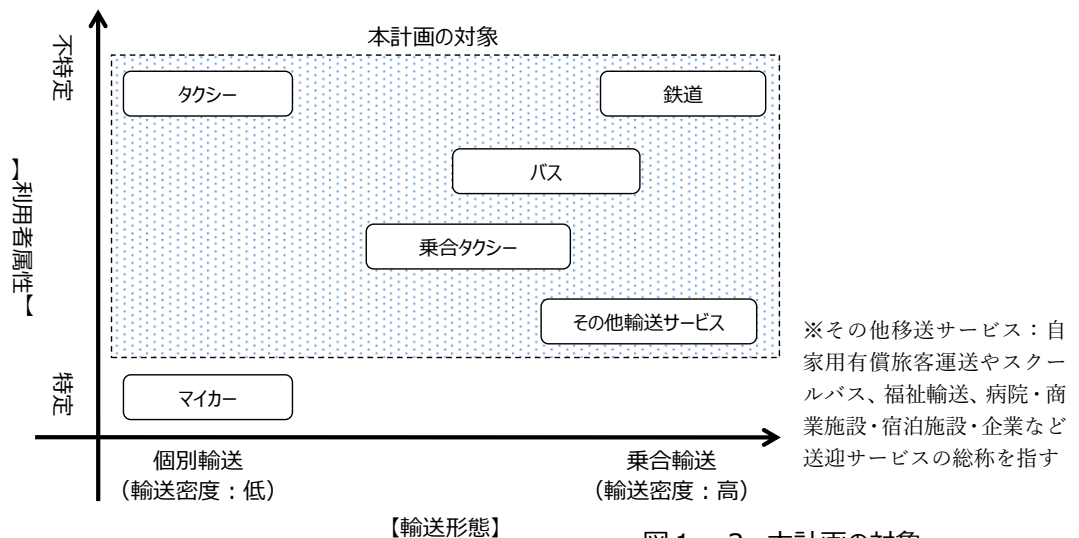 本計画の対象
不特定
タクシー
鉄道
バス
【利用者属性】
乗合タクシー
その他輸送サービス
特定
マイカー
※その他移送サービス：自
家用有償旅客運送やスクー
ルバス、福祉輸送、病院・商
業施設・宿泊施設・企業など
送迎サービスの総称を指す
個別輸送
（輸送密度：低）
乗合輸送
（輸送密度：高）
【輸送形態】